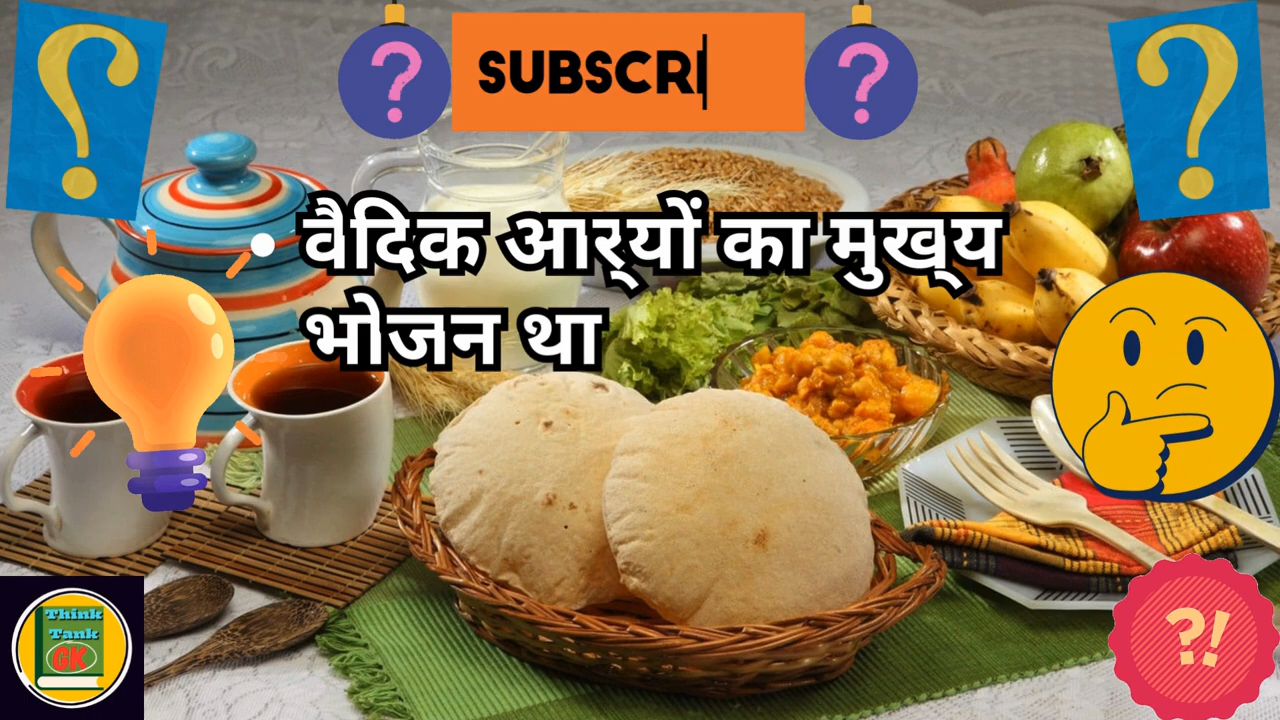 SUBSCRI
वैदिक आर्यों का मुख्य
भोजन था
Think
Tank
GK